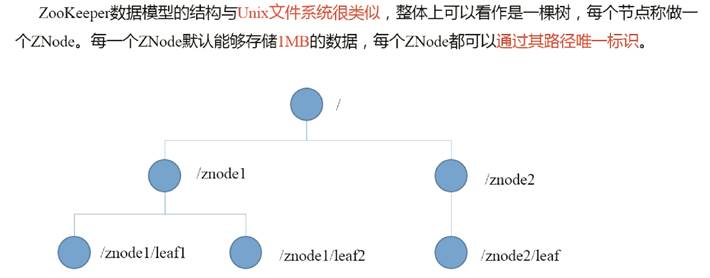 ZooKeeper数据模型的结构与Unix文件系统很类似，整体上可以看作是一棵树，每个节点称做一
个ZNode。每一个ZNode默认能够存储1MB的数据，每个ZNode都可以通过其路径唯一标识。
/
/znode1
/znode2
/znode1/leaf1
/znode1/leaf2
/znode2/leaf